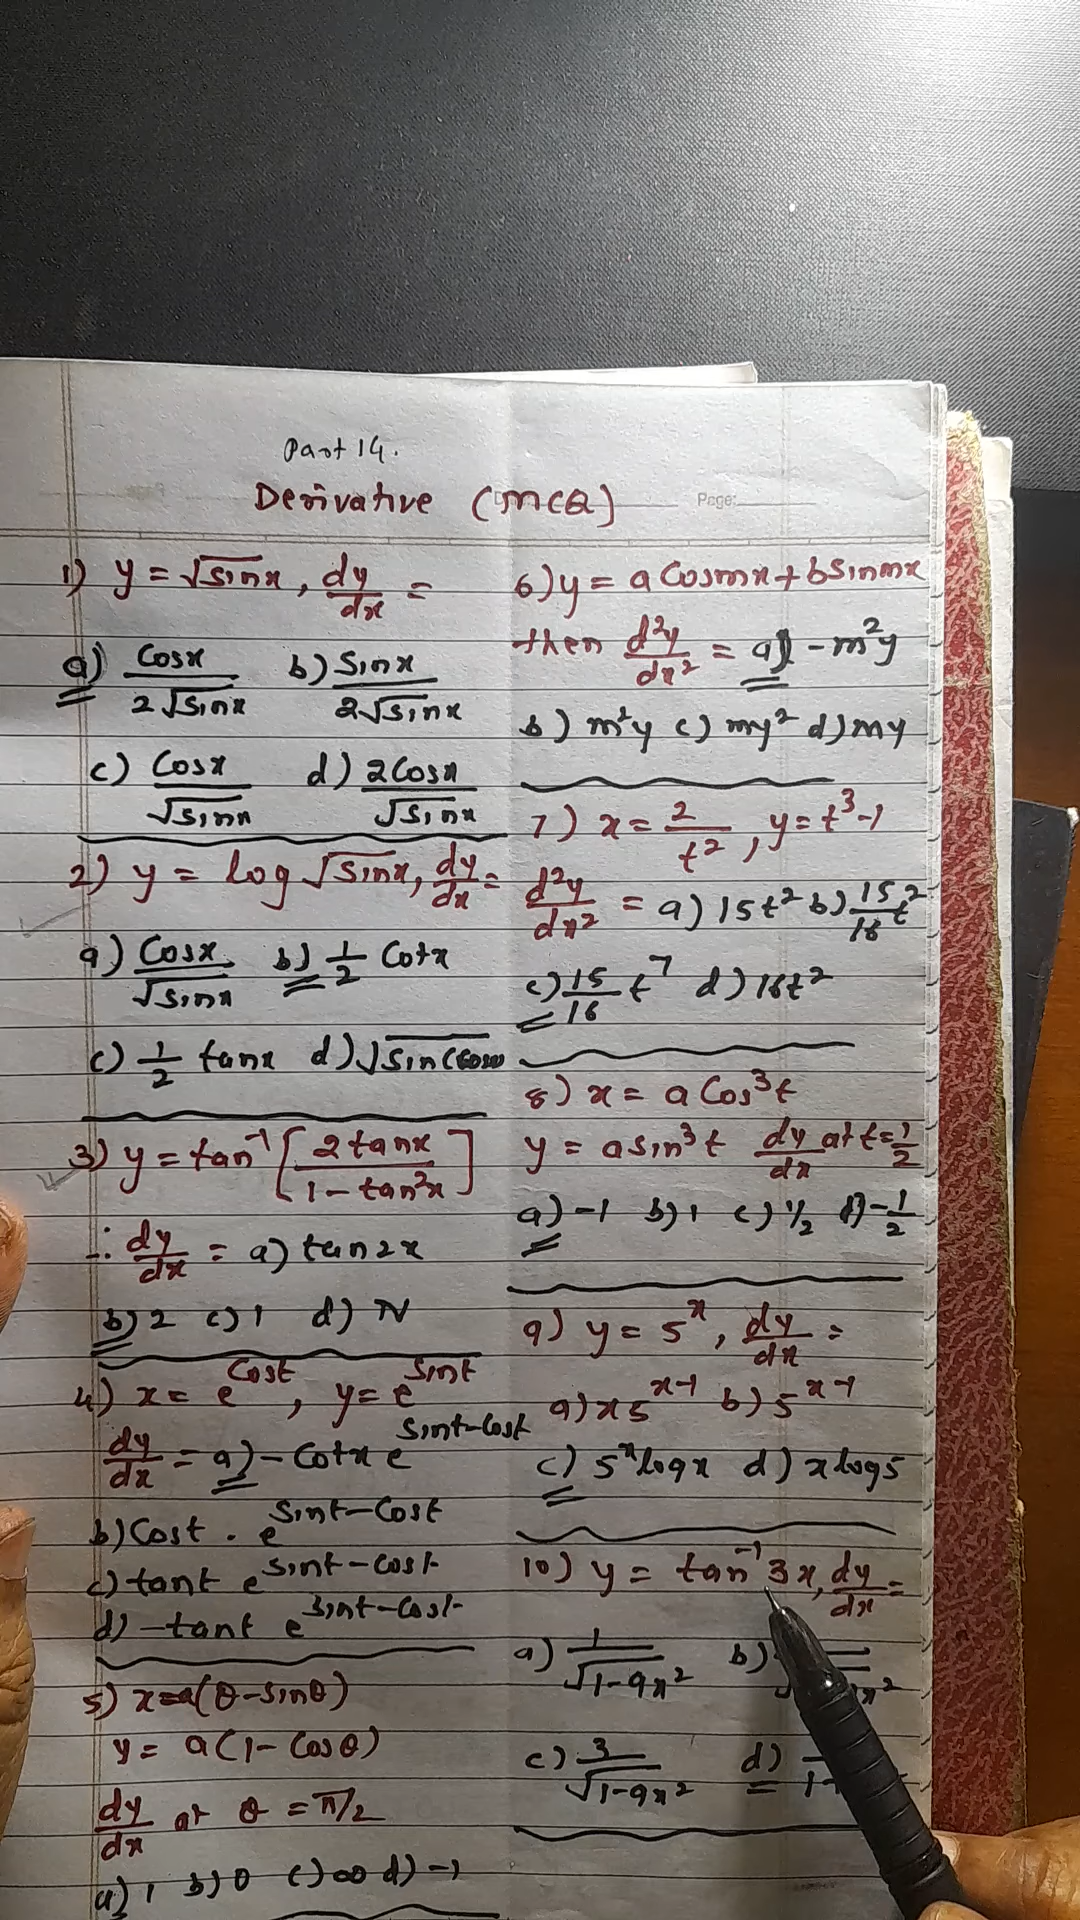 Part 14.
Derivative (MCQ)
Page:
1) y = √sinx, dy/dx =
a) Cosx/2√sinx b) Sinx/2√sinx
c) Cosx/√sinx d) 2Cosx/√sinx
2) y = log √sinx, dy/dx =
a) Cosx/√sinx b) 1/2 Cotx
c) 1/2 tanx d) √sin
3) y = tan⁻¹ [2tanx/1-tan²x]
∴ dy/dx = a) tan2x
b) 2 c) 1 d) π
4) x = e^Cost, y = e^Sint
dy/dx = a) -Cotx e^Sint-Cost
b) Cost . e^Sint-Cost
c) tant e^Sint-Cost
d) -tant e^Sint-Cost
5) x=a(θ-sinθ)
y = a(1-Cosθ)
dy/dx at θ = π/2
a) 1 b) 0 c) ∞ d) -1
6) y = aCosmx+bSinmx
then d²y/dx² = a) -m²y
b) m²y c) my² d) my
7) x = 2/t², y = t³-1
d²y/dx² = a) 15t² b) 15/16 t²
c) 15/16 t⁷ d) 16t²
8) x = aCos³t
y = aSin³t dy/dx at t=1/2
a) -1 b) 1 c) 1/2 d) -1/2
9) y = 5^x, dy/dx =
a) x5^x-1 b) 5^x-1
c) 5^x logx d) x log5
10) y = tan⁻¹3x, dy/dx =
a) 1/√1-9x² b)
c) 3/√1-9x² d)